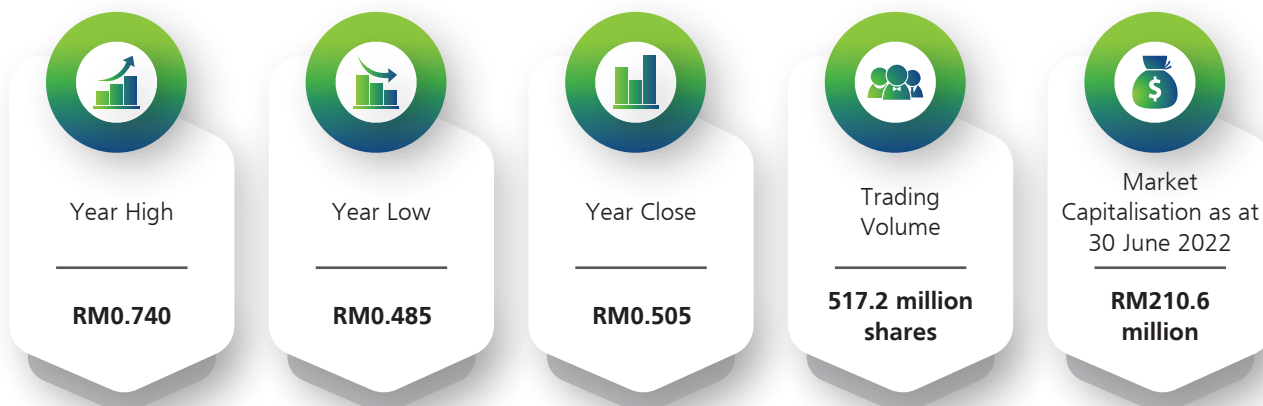 Year High
RM0.740
Year Low
RM0.485
Year Close
RM0.505
Trading
Volume
517.2 million
shares
$
Market
Capitalisation as at
30 June 2022
RM210.6
million